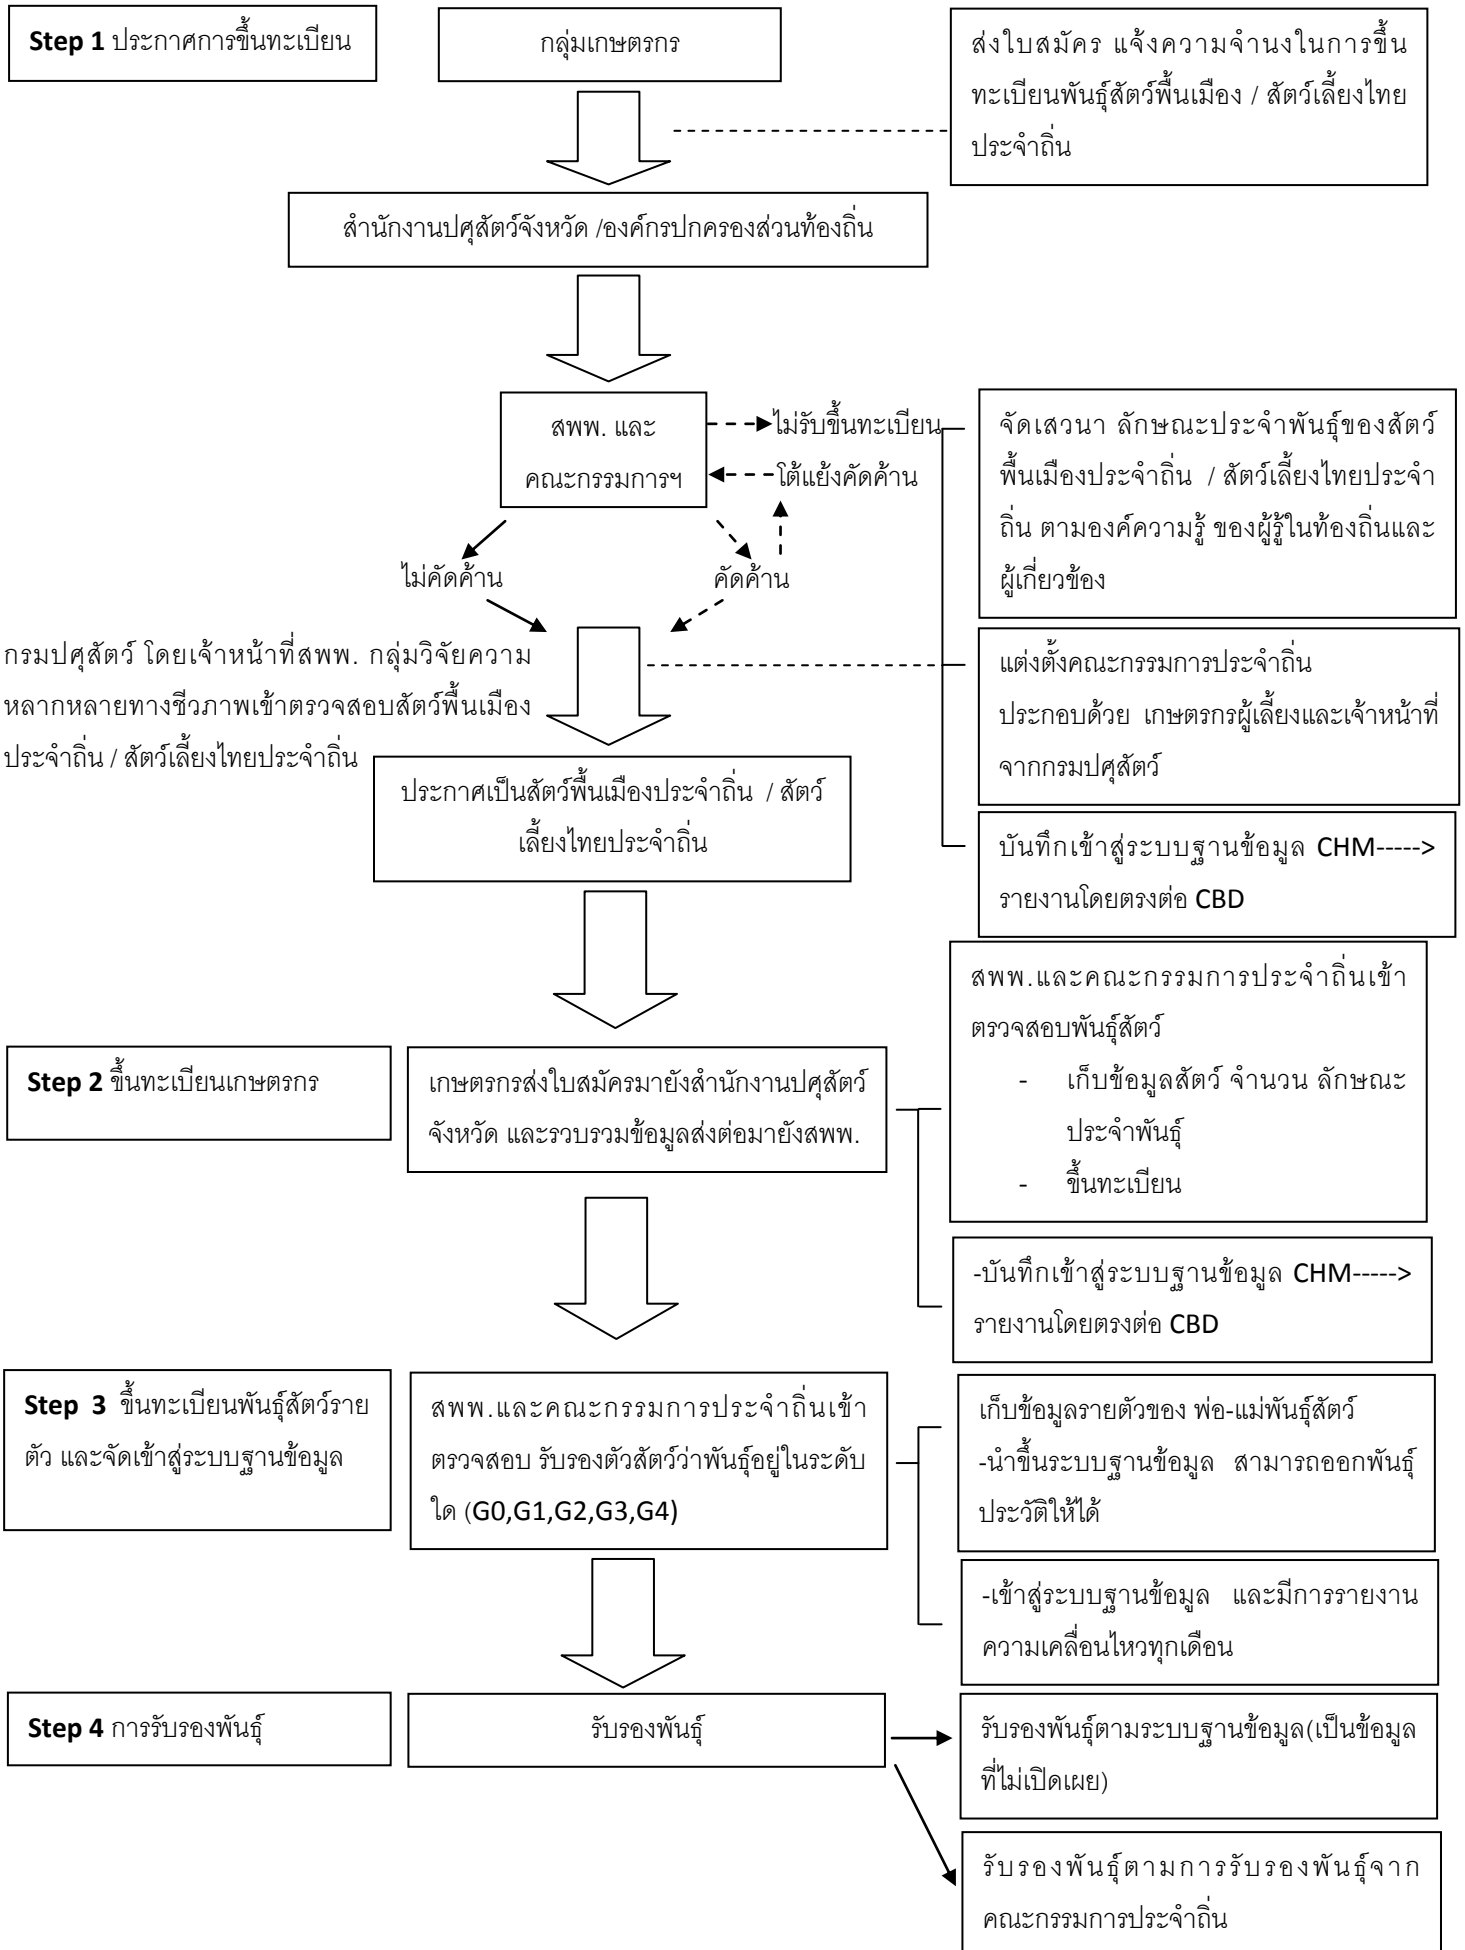 Step 1 ประกาศการขึ้นทะเบียน
กลุ่มเกษตรกร
ส่งใบสมัคร แจ้งความจำนงในการขึ้น
ทะเบียนพันธุ์สัตว์พื้นเมือง / สัตว์เลี้ยงไทย
ประจำถิ่น
สำนักงานปศุสัตว์จังหวัด /องค์กรปกครองส่วนท้องถิ่น
สพพ. และ
คณะกรรมการฯ
ไม่รับขึ้นทะเบียน
โต้แย้งคัดค้าน
ไม่คัดค้าน
คัดค้าน
จัดเสวนา ลักษณะประจำพันธุ์ของสัตว์
พื้นเมืองประจำถิ่น / สัตว์เลี้ยงไทยประจำ
ถิ่น ตามองค์ความรู้ ของผู้รู้ในท้องถิ่นและ
ผู้เกี่ยวข้อง
กรมปศุสัตว์ โดยเจ้าหน้าที่สพพ. กลุ่มวิจัยความ
หลากหลายทางชีวภาพเข้าตรวจสอบสัตว์พื้นเมือง
ประจำถิ่น / สัตว์เลี้ยงไทยประจำถิ่น
แต่งตั้งคณะกรรมการประจำถิ่น
ประกอบด้วย เกษตรกรผู้เลี้ยงและเจ้าหน้าที่
จากกรมปศุสัตว์
ประกาศเป็นสัตว์พื้นเมืองประจำถิ่น / สัตว์
เลี้ยงไทยประจำถิ่น
บันทึกเข้าสู่ระบบฐานข้อมูล CHM----->
รายงานโดยตรงต่อ CBD
Step 2 ขึ้นทะเบียนเกษตรกร
เกษตรกรส่งใบสมัครมายังสำนักงานปศุสัตว์
จังหวัด และรวบรวมข้อมูลส่งต่อมายังสพพ.
สพพ.และคณะกรรมการประจำถิ่นเข้า
ตรวจสอบพันธุ์สัตว์
- เก็บข้อมูลสัตว์ จำนวน ลักษณะ
ประจำพันธุ์
- ขึ้นทะเบียน
-บันทึกเข้าสู่ระบบฐานข้อมูล CHM----->
รายงานโดยตรงต่อ CBD
Step 3 ขึ้นทะเบียนพันธุ์สัตว์ราย
ตัว และจัดเข้าสู่ระบบฐานข้อมูล
สพพ.และคณะกรรมการประจำถิ่นเข้า
ตรวจสอบ รับรองตัวสัตว์ว่าพันธุ์อยู่ในระดับ
ใด (G0,G1,G2,G3,G4)
เก็บข้อมูลรายตัวของ พ่อ-แม่พันธุ์สัตว์
-นำขึ้นระบบฐานข้อมูล สามารถออกพันธุ์
ประวัติให้ได้
-เข้าสู่ระบบฐานข้อมูล และมีการรายงาน
ความเคลื่อนไหวทุกเดือน
Step 4 การรับรองพันธุ์
รับรองพันธุ์
รับรองพันธุ์ตามระบบฐานข้อมูล(เป็นข้อมูล
ที่ไม่เปิดเผย)
รับรองพันธุ์ตามการรับรองพันธุ์จาก
คณะกรรมการประจำถิ่น